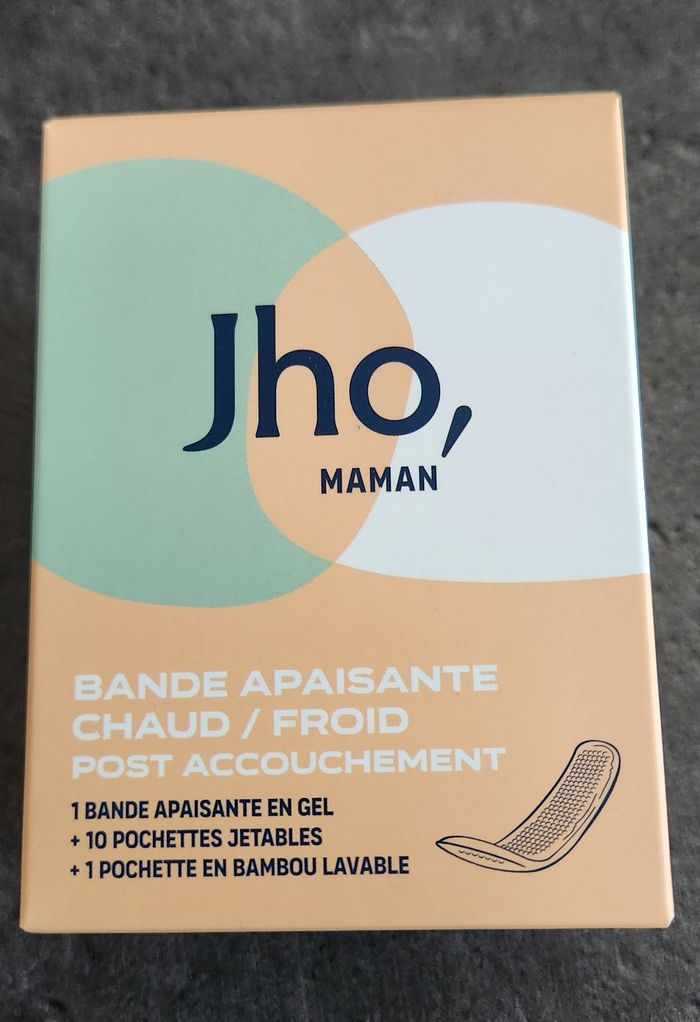 Jho,
MAMAN
BANDE APAISANTE
CHAUD / FROID
POST ACCOUCHEMENT
1 BANDE APAISANTE EN GEL
+ 10 POCHETTES JETABLES
+ 1 POCHETTE EN BAMBOU LAVABLE